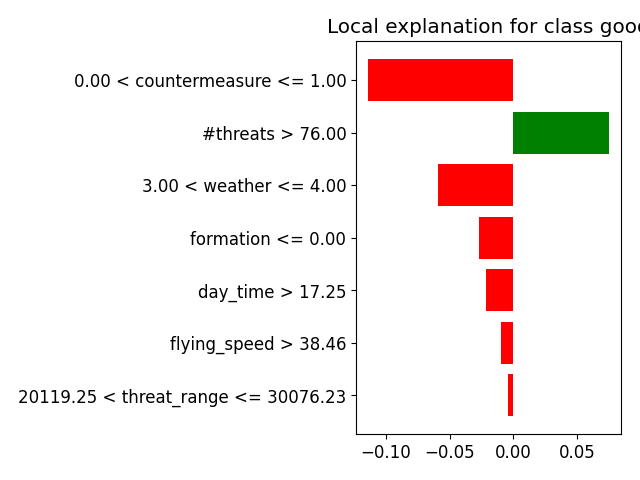 Local explanation for class good
0.00 < countermeasure <= 1.00
#threats > 76.00
3.00 < weather <= 4.00
formation <= 0.00
day_time > 17.25
flying_speed > 38.46
20119.25 < threat_range <= 30076.23
−0.10 −0.05 0.00 0.05